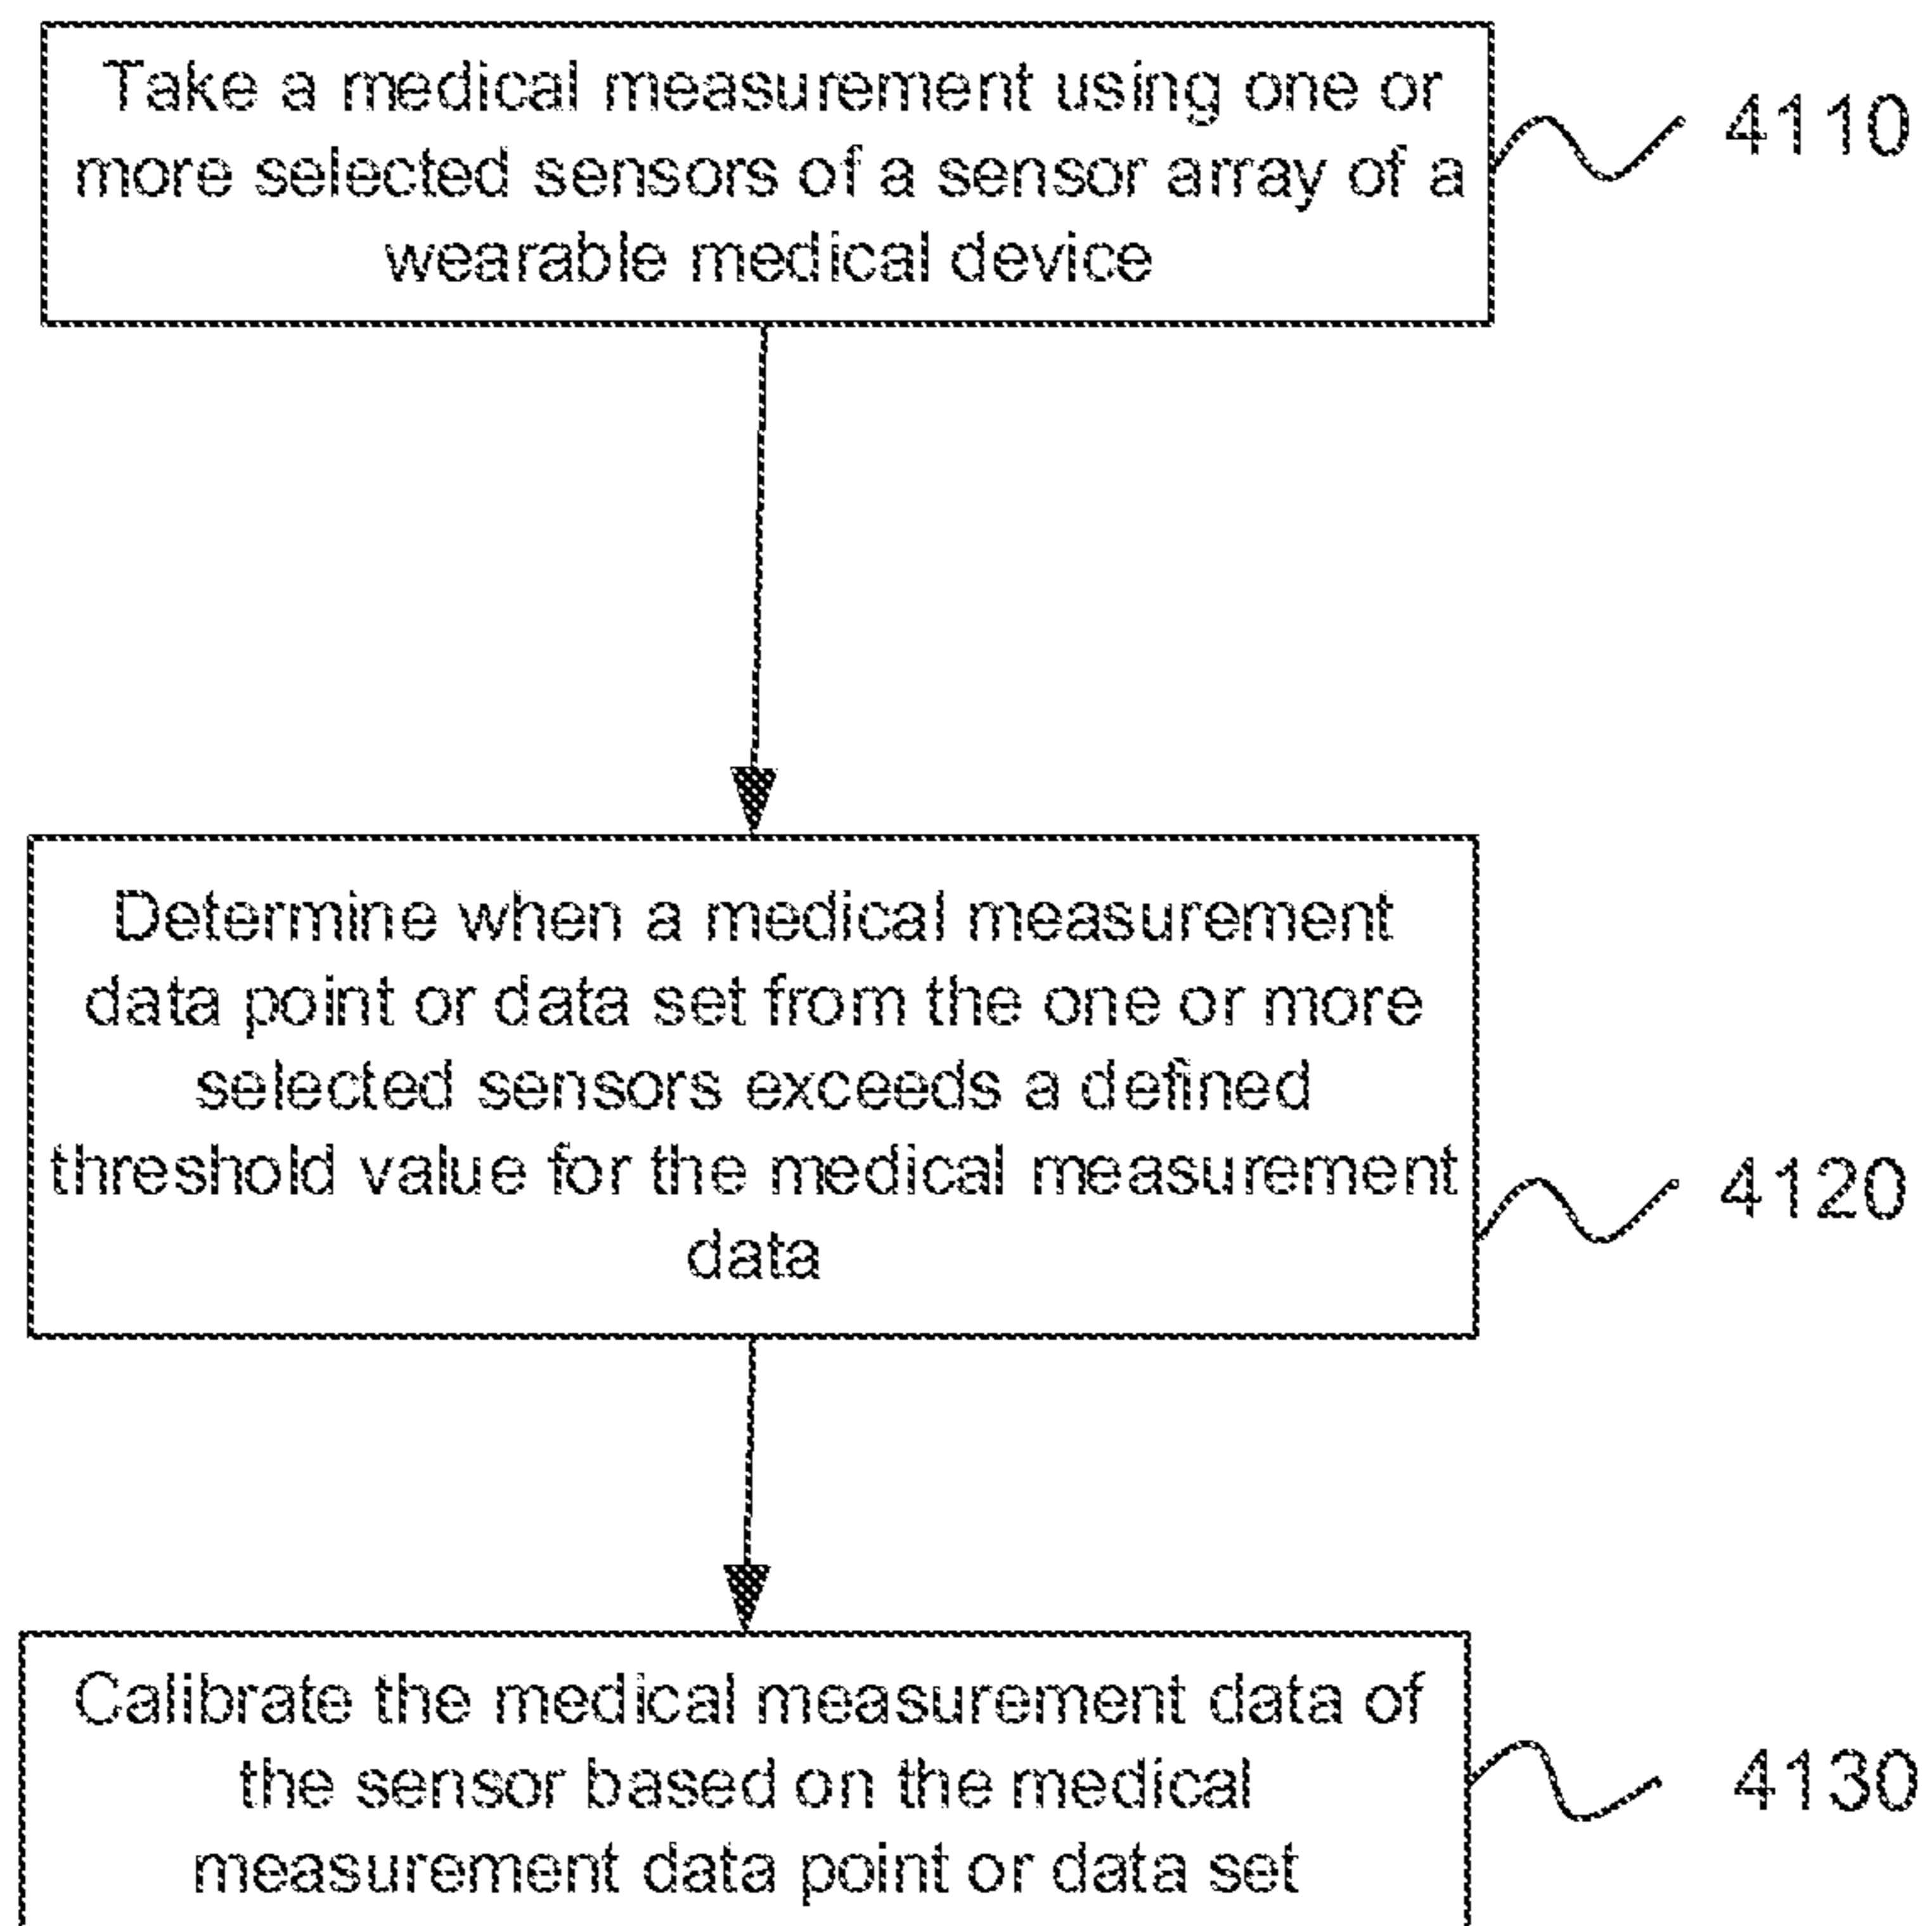 Take a medical measurement using one or
more selected sensors of a sensor array of a
wearable medical device
4110
Determine when a medical measurement
data point or data set from the one or more
selected sensors exceeds a defined
threshold value for the medical measurement
data
4120
Calibrate the medical measurement data of
the sensor based on the medical
measurement data point or data set
4130